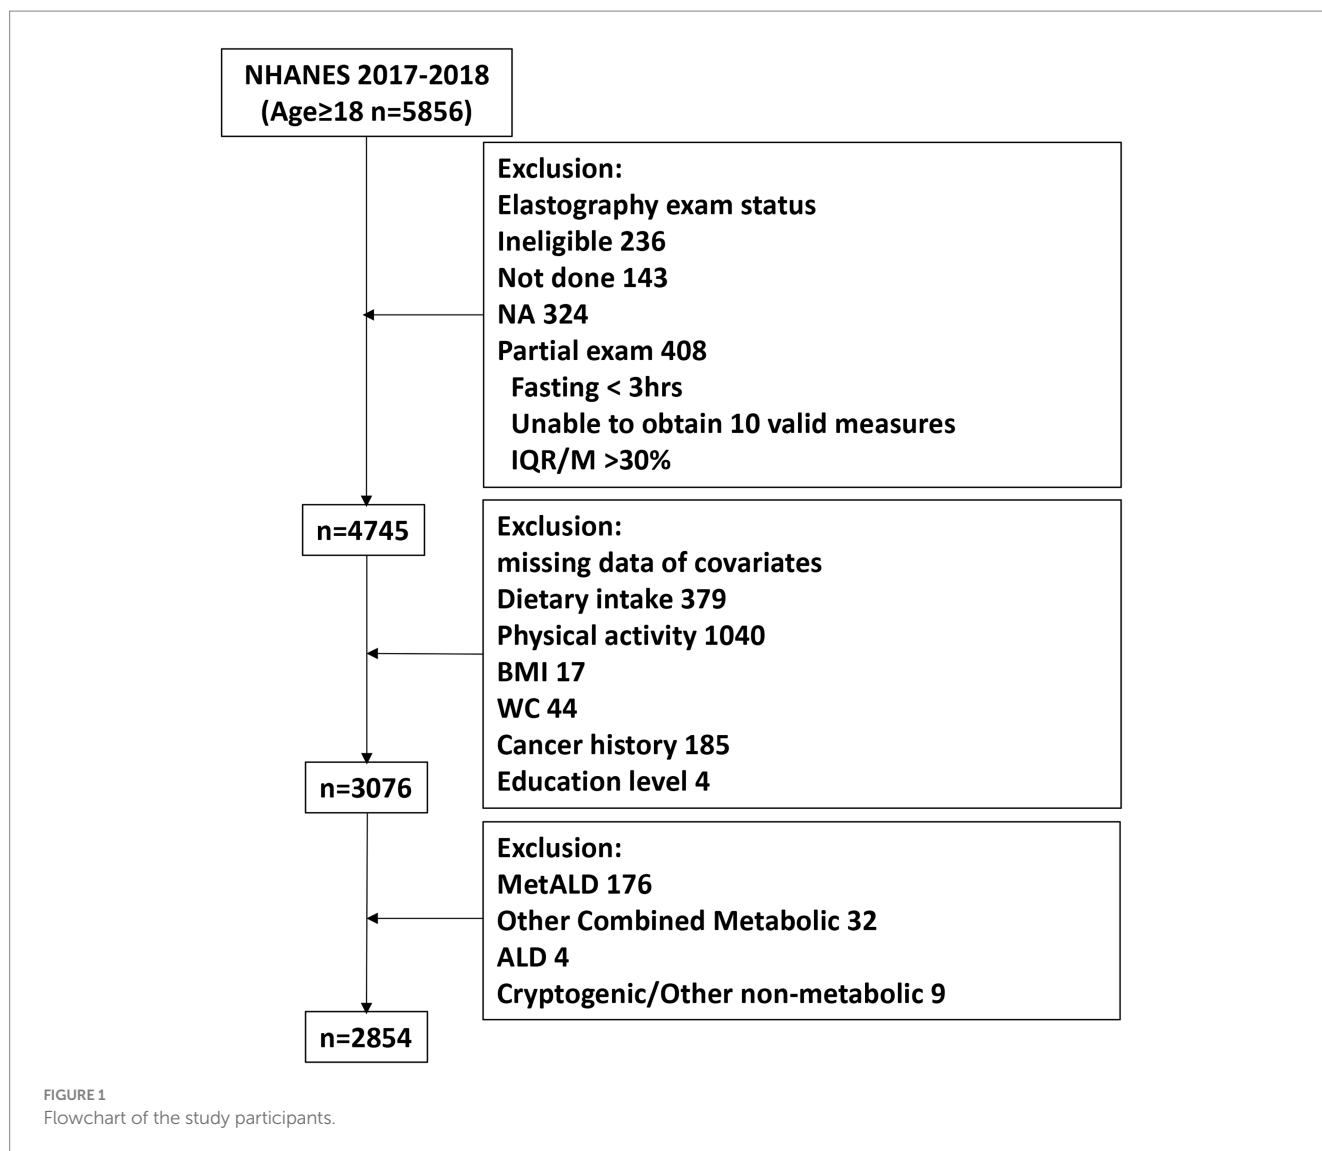 NHANES 2017-2018
(Age≥18 n=5856)
Exclusion:
Elastography exam status
Ineligible 236
Not done 143
NA 324
Partial exam 408
Fasting < 3hrs
Unable to obtain 10 valid measures
IQR/M >30%
n=4745
Exclusion:
missing data of covariates
Dietary intake 379
Physical activity 1040
BMI 17
WC 44
Cancer history 185
Education level 4
n=3076
Exclusion:
MetALD 176
Other Combined Metabolic 32
ALD 4
Cryptogenic/Other non-metabolic 9
n=2854
FIGURE 1
Flowchart of the study participants.